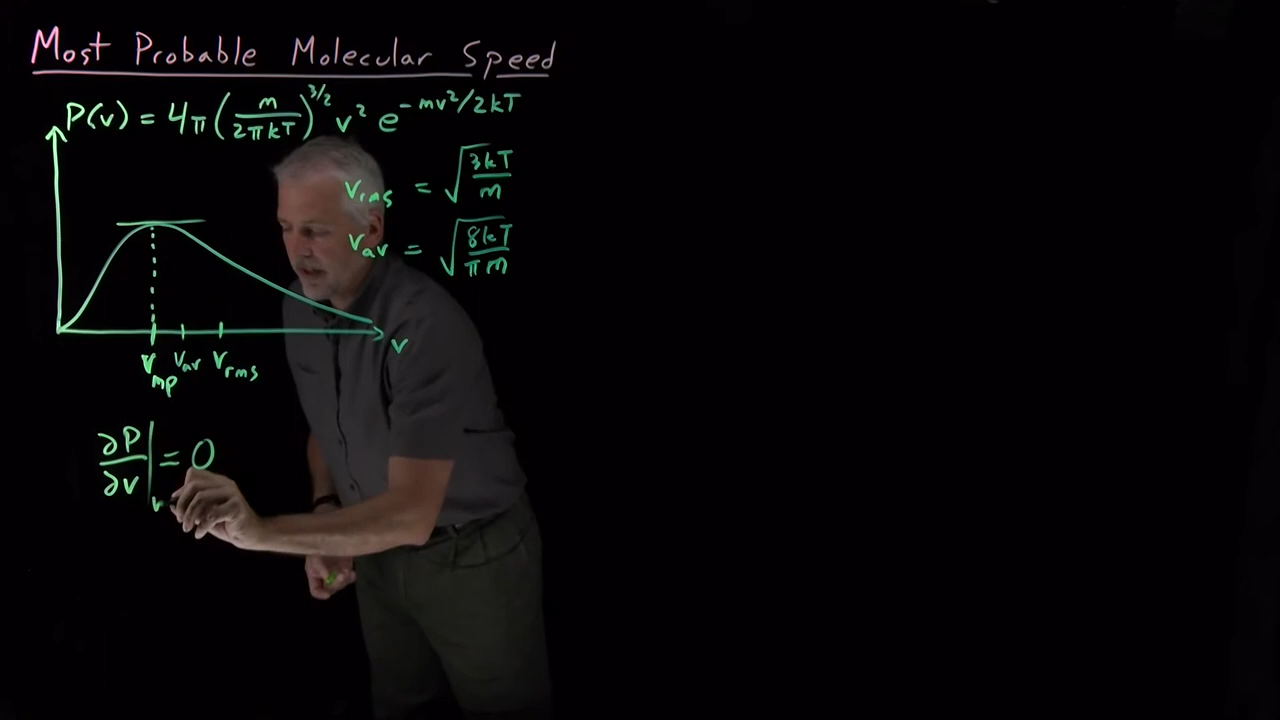 Most Probable Molecular Speed
P(v) = 4π(m/2πkT)^3/2 v² e^-mv²/2kT
v_rms = √(3kT/m)
v_av = √(8kT/πm)
v
v_mp v_av v_rms
∂P/∂v | = 0
v